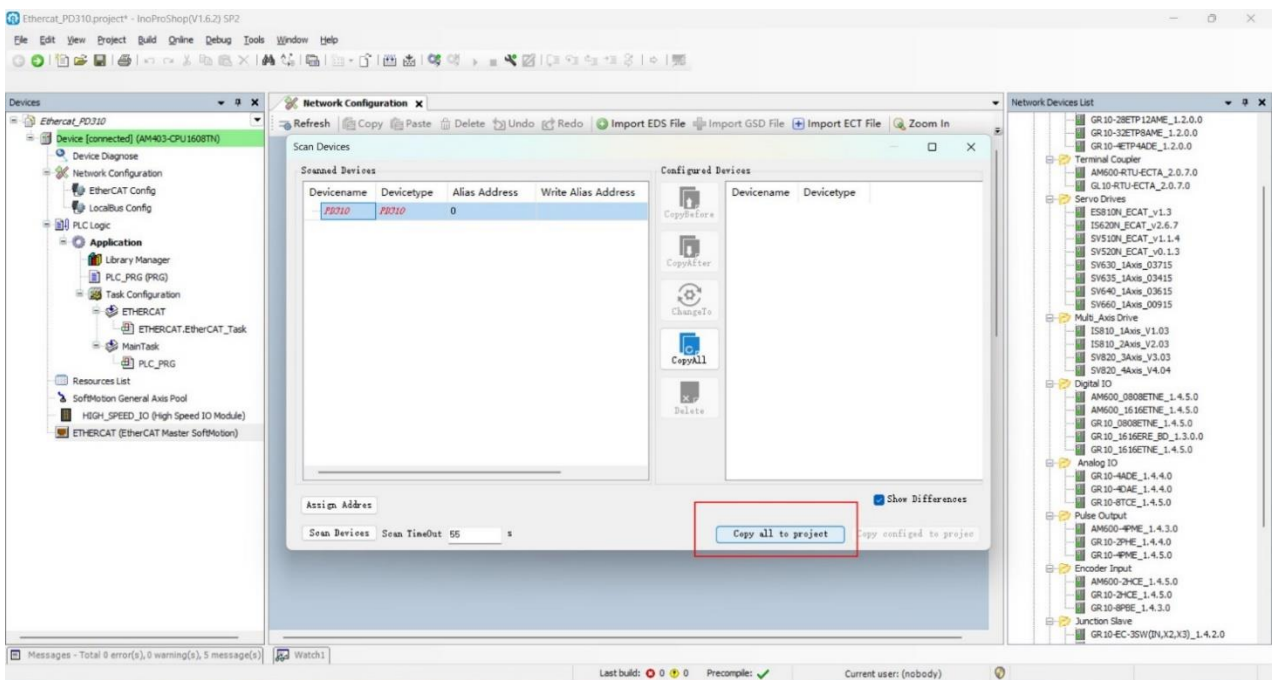 Ethercat_PD310.project* - InoProShop(V1.6.2) SP2
File Edit View Project Build Online Debug Tools Window Help
Devices
Ethercat_PD310
Device [connected] (AM403-CPU1608TN)
Device Diagnose
Network Configuration
EtherCAT Config
LocalBus Config
PLC Logic
Application
Library Manager
PLC_PRG (PRG)
Task Configuration
ETHERCAT
ETHERCAT.EtherCAT_Task
MainTask
PLC_PRG
Resources List
SoftMotion General Axis Pool
HIGH_SPEED_IO (High Speed IO Module)
ETHERCAT (EtherCAT Master SoftMotion)
Network Configuration
Refresh Copy Paste Delete Undo Redo Import EDS File Import GSD File Import ECT File Zoom In
Scan Devices
Scanned Devices
Devicename Devicetype Alias Address Write Alias Address
PD310 PD310 0
Configured Devices
Devicename Devicetype
CopyBefore
CopyAfter
ChangeTo
CopyAll
Delete
Assign Addres
Show Differences
Scan Devices Scan TimeOut 55 s
Copy all to project
Copy configed to projec
Network Devices List
GR10-28ETP12AME_1.2.0.0
GR10-32ETP8AME_1.2.0.0
GR10-4ETP4ADE_1.2.0.0
Terminal Coupler
AM600-RTU-ECTA_2.0.7.0
GL10-RTU-ECTA_2.0.7.0
Servo Drives
ES810N_ECAT_v1.3
IS620N_ECAT_v2.6.7
SV510N_ECAT_v1.1.4
SV520N_ECAT_v0.1.3
SV630_1Axis_03715
SV635_1Axis_03415
SV640_1Axis_03615
SV660_1Axis_00915
Multi_Axis Drive
IS810_1Axis_V1.03
IS810_2Axis_V2.03
SV820_3Axis_V3.03
SV820_4Axis_V4.04
Digital IO
AM600_0808ETNE_1.4.5.0
AM600_1616ETNE_1.4.5.0
GR10_0808ETNE_1.4.5.0
GR10_1616ERE_BD_1.3.0.0
GR10_1616ETNE_1.4.5.0
Analog IO
GR10-4ADE_1.4.4.0
GR10-4DAE_1.4.4.0
GR10-8TCE_1.4.5.0
Pulse Output
AM600-4PME_1.4.3.0
GR10-2PHE_1.4.4.0
GR10-4PME_1.4.5.0
Encoder Input
AM600-2HCE_1.4.5.0
GR10-2HCE_1.4.5.0
GR10-8PBE_1.4.3.0
Junction Slave
GR10-EC-3SW(IN,X2,X3)_1.4.2.0
Messages - Total 0 error(s), 0 warning(s), 5 message(s)
Watch1
Last build: 0 0 Precompile: Current user: (nobody)